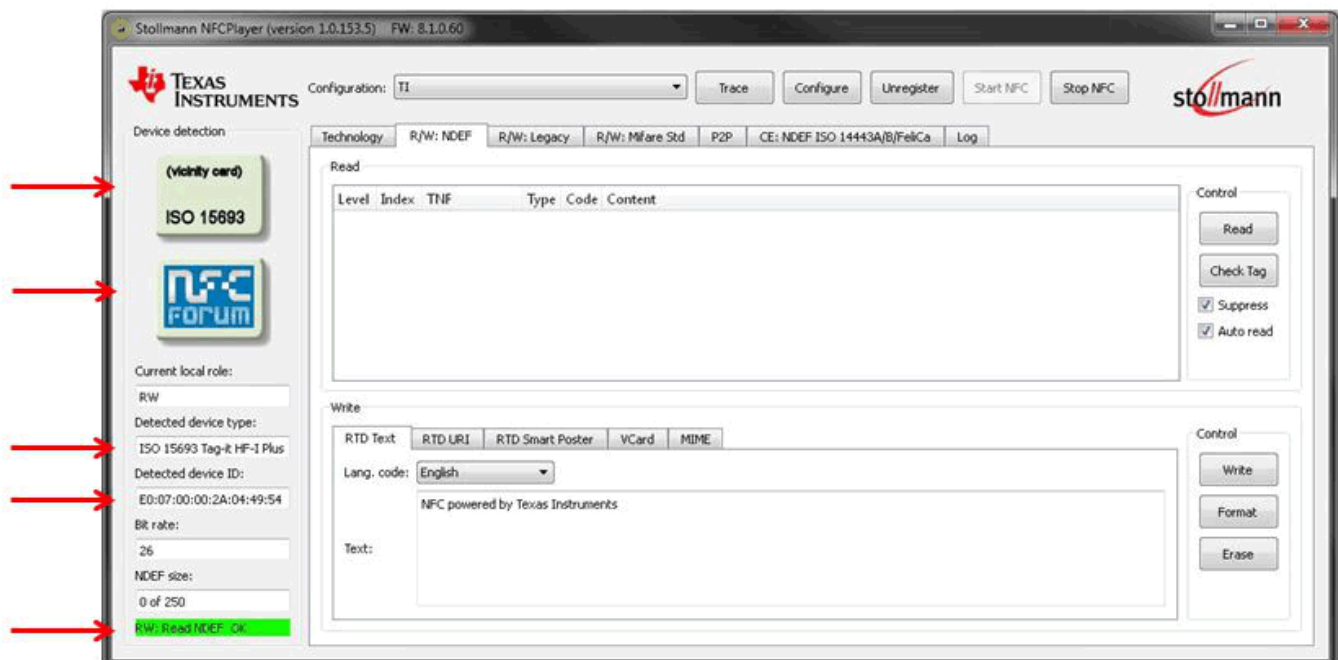 Stollmann NFCPlayer (version 1.0.153.5) FW: 8.1.0.60
TEXAS INSTRUMENTS
Configuration: TI Trace Configure Unregister Start NFC Stop NFC
stollmann
Device detection
(vicinity card)
ISO 15693
NFC
FORUM
Current local role:
RW
Detected device type:
ISO 15693 Tag-it HF-I Plus
Detected device ID:
E0:07:00:00:2A:04:49:54
Bit rate:
26
NDEF size:
0 of 250
RW: Read NDEF OK
Technology R/W: NDEF R/W: Legacy R/W: Mifare Std P2P CE: NDEF ISO 14443A/B/FeliCa Log
Read
Level Index TNF Type Code Content
Control
Read
Check Tag
Suppress
Auto read
Write
RTD Text RTD URI RTD Smart Poster VCard MIME
Lang. code: English
NFC powered by Texas Instruments
Text:
Control
Write
Format
Erase